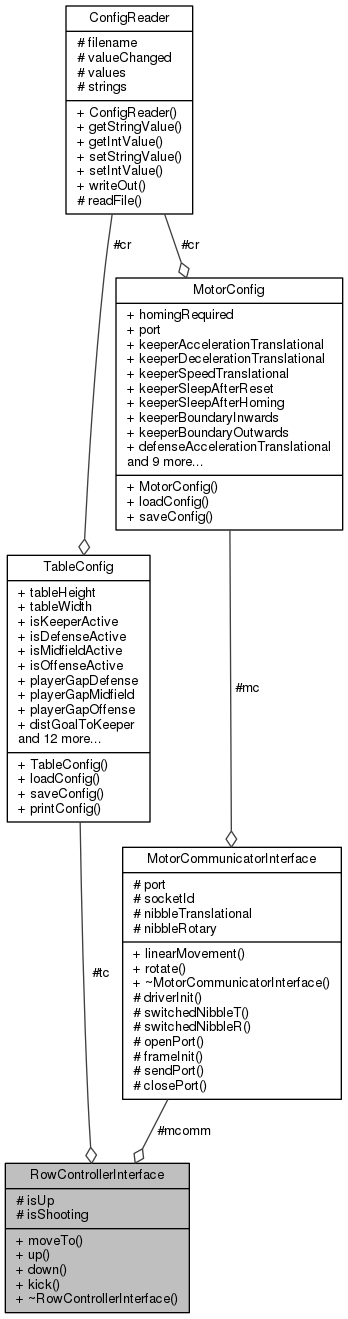 ConfigReader
# filename
# valueChanged
# values
# strings
+ ConfigReader()
+ getStringValue()
+ getIntValue()
+ setStringValue()
+ setIntValue()
+ writeOut()
# readFile()
#cr
#cr
MotorConfig
+ homingRequired
+ port
+ keeperAccelerationTranslational
+ keeperDecelerationTranslational
+ keeperSpeedTranslational
+ keeperSleepAfterReset
+ keeperSleepAfterHoming
+ keeperBoundaryInwards
+ keeperBoundaryOutwards
+ defenseAccelerationTranslational
and 9 more...
+ MotorConfig()
+ loadConfig()
+ saveConfig()
TableConfig
+ tableHeight
+ tableWidth
+ isKeeperActive
+ isDefenseActive
+ isMidfieldActive
+ isOffenseActive
+ playerGapDefense
+ playerGapMidfield
+ playerGapOffense
+ distGoalToKeeper
and 12 more...
+ TableConfig()
+ loadConfig()
+ saveConfig()
+ printConfig()
#mc
MotorCommunicatorInterface
# port
# socketId
# nibbleTranslational
# nibbleRotary
+ linearMovement()
+ rotate()
+ ~MotorCommunicatorInterface()
# driverInit()
# switchedNibbleT()
# switchedNibbleR()
# openPort()
# frameInit()
# sendPort()
# closePort()
#tc
#mcomm
RowControllerInterface
# isUp
# isShooting
+ moveTo()
+ up()
+ down()
+ kick()
+ ~RowControllerInterface()